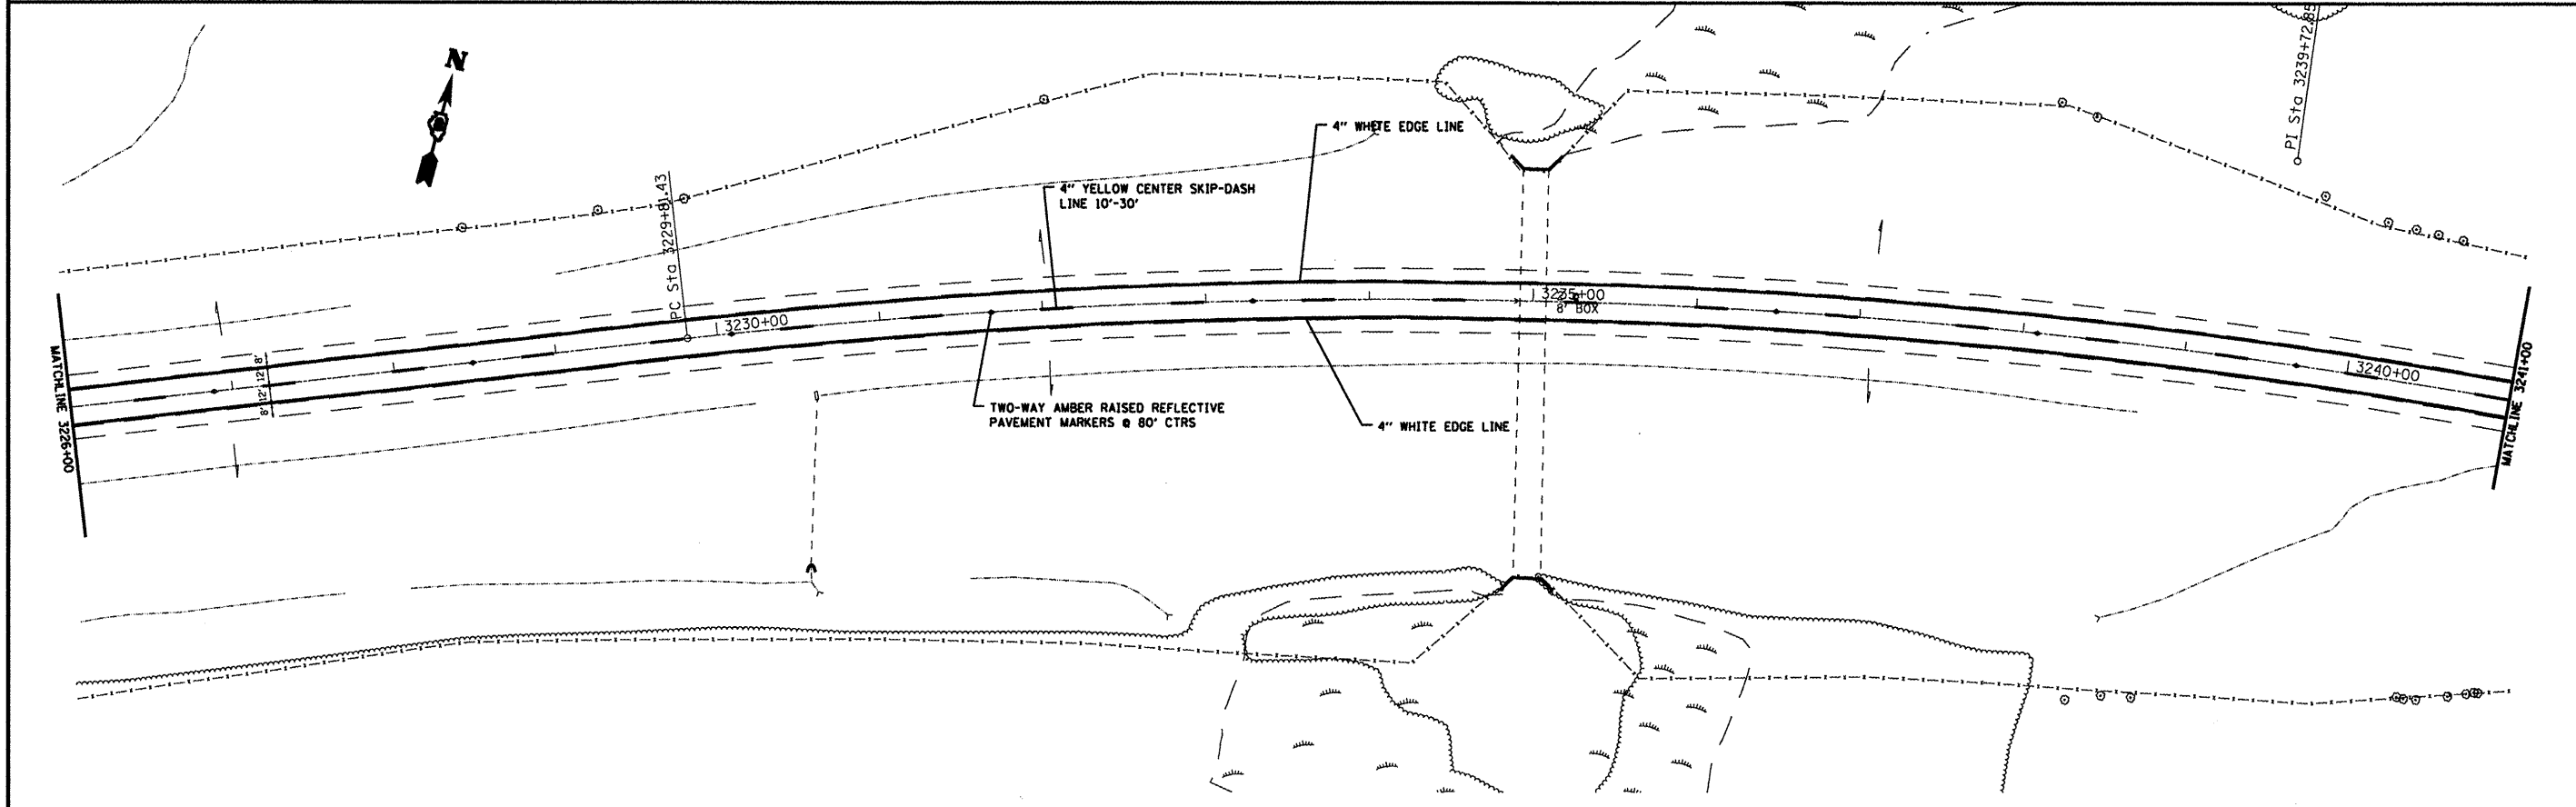 N
PI Sta 3239+72.85
4" WHITE EDGE LINE
PC Sta 3229+81.43
4" YELLOW CENTER SKIP-DASH
LINE 10'-30'
3235+00
8' BOX
3230+00
MATCHLINE 3226+00
8' 12' 12' 8'
3240+00
MATCHLINE 3241+00
TWO-WAY AMBER RAISED REFLECTIVE
PAVEMENT MARKERS @ 80' CTRS
4" WHITE EDGE LINE